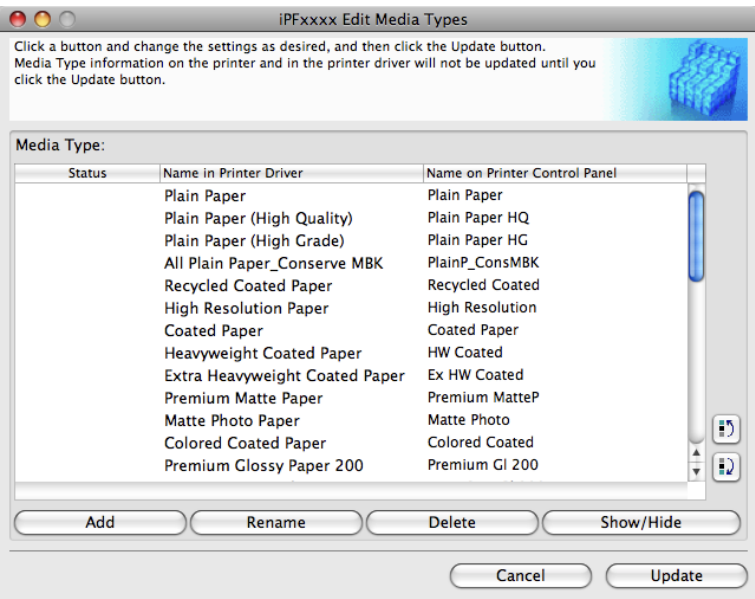 iPFxxxx Edit Media Types
Click a button and change the settings as desired, and then click the Update button.
Media Type information on the printer and in the printer driver will not be updated until you
click the Update button.
Media Type:
Status Name in Printer Driver Name on Printer Control Panel
Plain Paper Plain Paper
Plain Paper (High Quality) Plain Paper HQ
Plain Paper (High Grade) Plain Paper HG
All Plain Paper_Conserve MBK PlainP_ConsMBK
Recycled Coated Paper Recycled Coated
High Resolution Paper High Resolution
Coated Paper Coated Paper
Heavyweight Coated Paper HW Coated
Extra Heavyweight Coated Paper Ex HW Coated
Premium Matte Paper Premium MatteP
Matte Photo Paper Matte Photo
Colored Coated Paper Colored Coated
Premium Glossy Paper 200 Premium Gl 200
Add Rename Delete Show/Hide
Cancel Update